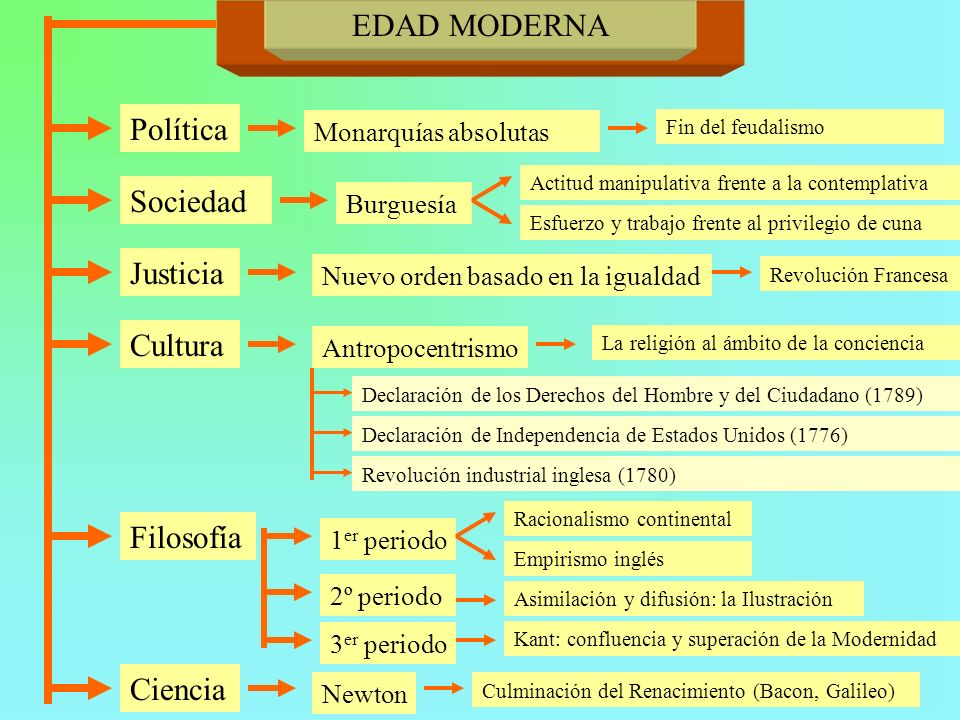 EDAD MODERNA
Política
Monarquías absolutas
Fin del feudalismo
Sociedad
Burguesía
Actitud manipulativa frente a la contemplativa
Esfuerzo y trabajo frente al privilegio de cuna
Justicia
Nuevo orden basado en la igualdad
Revolución Francesa
Cultura
Antropocentrismo
La religión al ámbito de la conciencia
Declaración de los Derechos del Hombre y del Ciudadano (1789)
Declaración de Independencia de Estados Unidos (1776)
Revolución industrial inglesa (1780)
Filosofía
1er periodo
Racionalismo continental
Empirismo inglés
2º periodo
Asimilación y difusión: la Ilustración
3er periodo
Kant: confluencia y superación de la Modernidad
Ciencia
Newton
Culminación del Renacimiento (Bacon, Galileo)